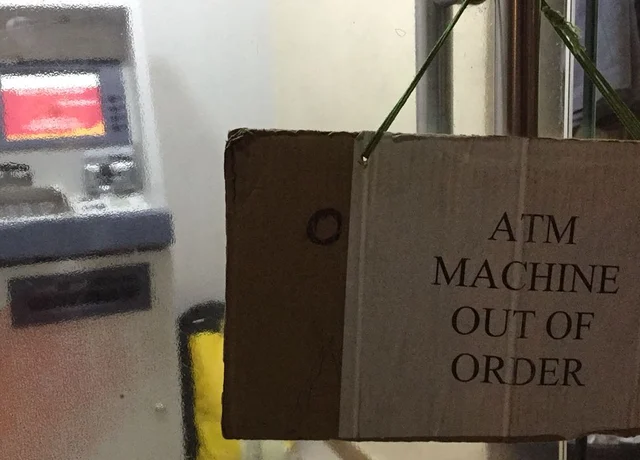 O
ATM
MACHINE
OUT OF
ORDER